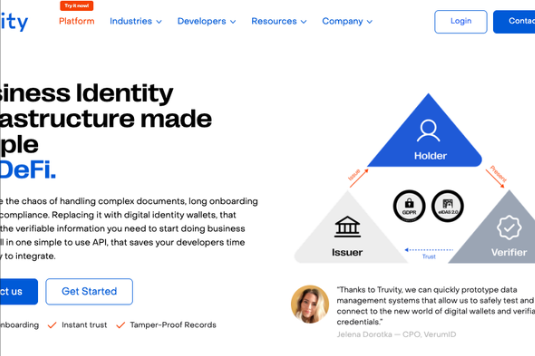 Try it now!
ity Platform Industries Developers Resources Company Login Contac
siness Identity
astructure made
ple
DeFi.
e the chaos of handling complex documents, long onboarding
compliance. Replacing it with digital identity wallets, that
the verifiable information you need to start doing business
ll in one simple to use API, that saves your developers time
y to integrate.
ct us Get Started
nboarding Instant trust Tamper-Proof Records
Holder
Issue
Present
GDPR eIDAS 2.0
Issuer Verifier
Trust
"Thanks to Truvity, we can quickly prototype data
management systems that allow us to safely test and
connect to the new world of digital wallets and verifia
credentials."
Jelena Dorotka — CPO, VerumID